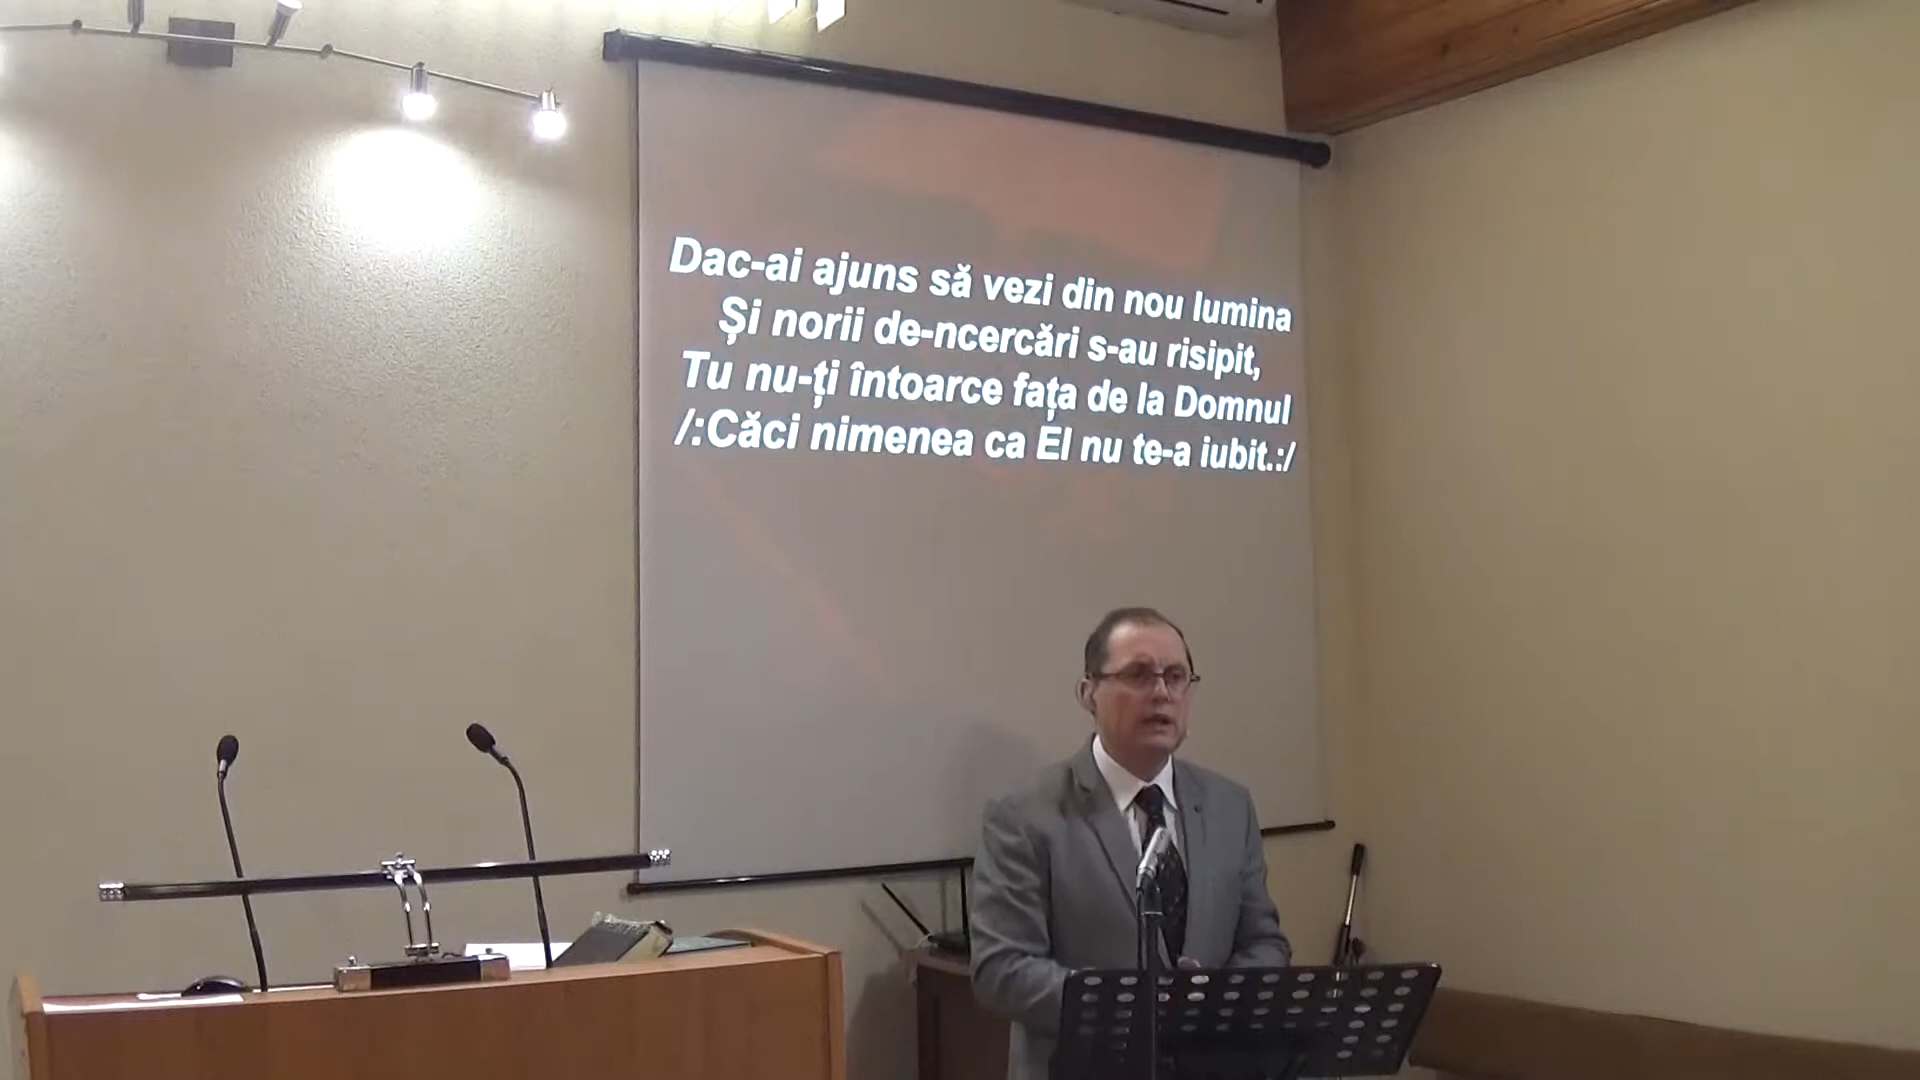 Dac-ai ajuns să vezi din nou lumina
Și norii de-ncercări s-au risipit,
Tu nu-ți întoarce fața de la Domnul
/:Căci nimenea ca El nu te-a iubit.:/